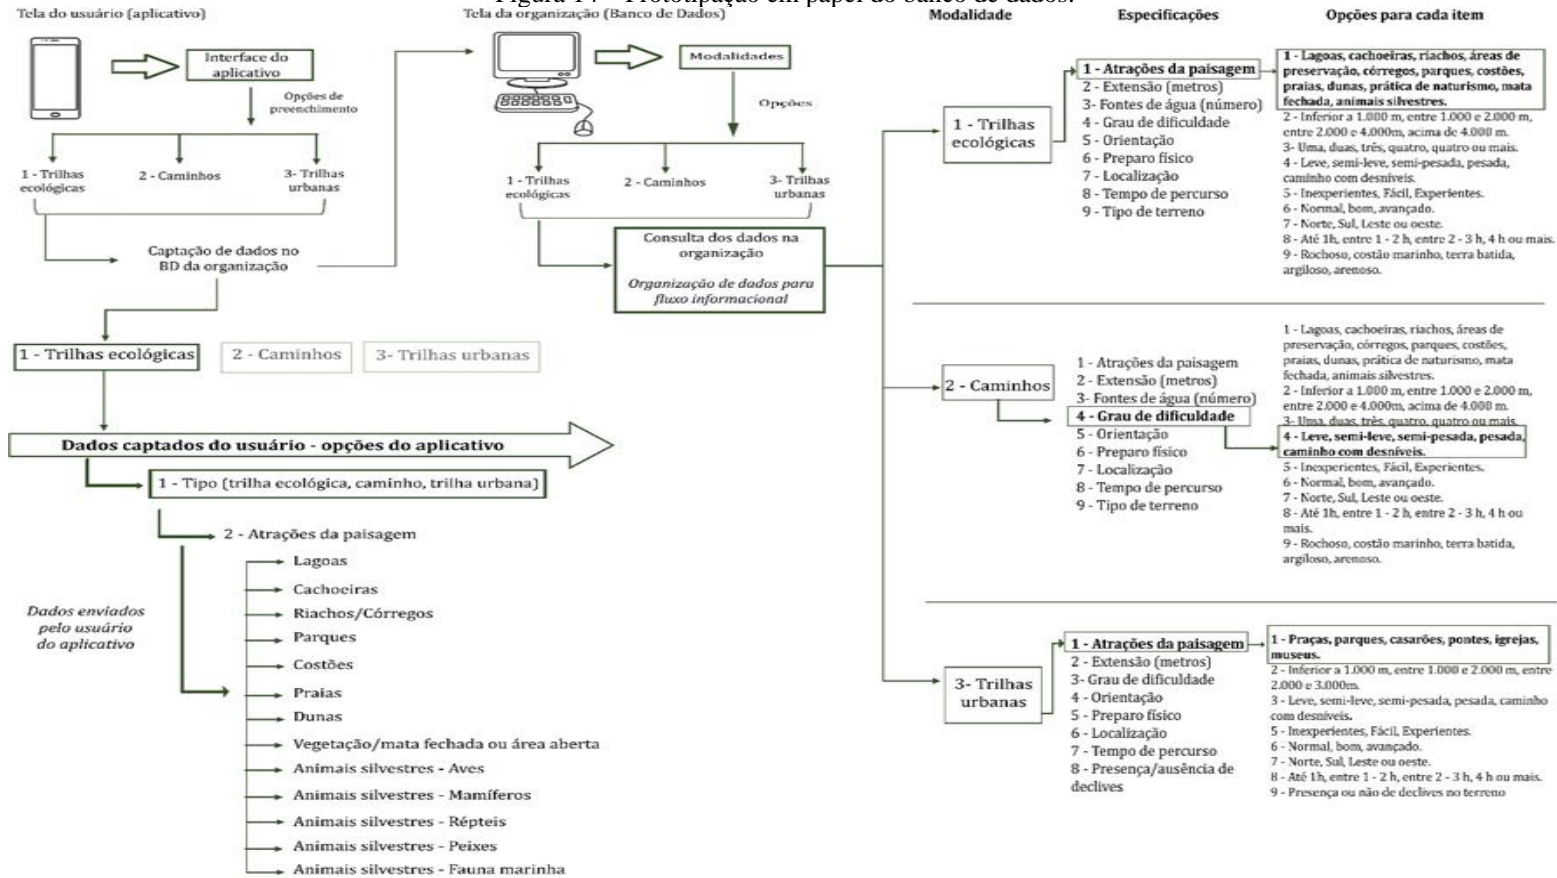 Figura 14 – Prototipação em papel do banco de dados.
Tela do usuário (aplicativo)
Interface do
aplicativo
Opções de
preenchimento
1 - Trilhas
ecológicas
2 - Caminhos
3- Trilhas
urbanas
Captação de dados no
BD da organização
Tela da organização (Banco de Dados)
Modalidades
Opções
1 - Trilhas
ecológicas
2 - Caminhos
3- Trilhas
urbanas
Consulta dos dados na
organização
Organização de dados para
fluxo informacional
1 - Trilhas ecológicas
2 - Caminhos
3- Trilhas urbanas
Dados captados do usuário - opções do aplicativo
1 - Tipo (trilha ecológica, caminho, trilha urbana)
2 - Atrações da paisagem
Dados enviados
pelo usuário
do aplicativo
Lagoas
Cachoeiras
Riachos/Córregos
Parques
Costões
Praias
Dunas
Vegetação/mata fechada ou área aberta
Animais silvestres - Aves
Animais silvestres - Mamíferos
Animais silvestres - Répteis
Animais silvestres - Peixes
Animais silvestres - Fauna marinha
Modalidade
Especificações
Opções para cada item
1 - Trilhas
ecológicas
1 - Atrações da paisagem
2 - Extensão (metros)
3- Fontes de água (número)
4 - Grau de dificuldade
5 - Orientação
6 - Preparo físico
7 - Localização
8 - Tempo de percurso
9 - Tipo de terreno
1 - Lagoas, cachoeiras, riachos, áreas de
preservação, córregos, parques, costões,
praias, dunas, prática de naturismo, mata
fechada, animais silvestres.
2 - Inferior a 1.000 m, entre 1.000 e 2.000 m,
entre 2.000 e 4.000m, acima de 4.000 m.
3- Uma, duas, três, quatro, quatro ou mais.
4 - Leve, semi-leve, semi-pesada, pesada,
caminho com desníveis.
5 - Inexperientes, Fácil, Experientes.
6 - Normal, bom, avançado.
7 - Norte, Sul, Leste ou oeste.
8 - Até 1h, entre 1 - 2 h, entre 2 - 3 h, 4 h ou mais.
9 - Rochoso, costão marinho, terra batida,
argiloso, arenoso.
2 - Caminhos
1 - Atrações da paisagem
2 - Extensão (metros)
3- Fontes de água (número)
4 - Grau de dificuldade
5 - Orientação
6 - Preparo físico
7 - Localização
8 - Tempo de percurso
9 - Tipo de terreno
1 - Lagoas, cachoeiras, riachos, áreas de
preservação, córregos, parques, costões,
praias, dunas, prática de naturismo, mata
fechada, animais silvestres.
2 - Inferior a 1.000 m, entre 1.000 e 2.000 m,
entre 2.000 e 4.000m, acima de 4.000 m.
3- Uma, duas, três, quatro, quatro ou mais.
4 - Leve, semi-leve, semi-pesada, pesada,
caminho com desníveis.
5 - Inexperientes, Fácil, Experientes.
6 - Normal, bom, avançado.
7 - Norte, Sul, Leste ou oeste.
8 - Até 1h, entre 1 - 2 h, entre 2 - 3 h, 4 h ou
mais.
9 - Rochoso, costão marinho, terra batida,
argiloso, arenoso.
3- Trilhas
urbanas
1 - Atrações da paisagem
2 - Extensão (metros)
3- Grau de dificuldade
4 - Orientação
5 - Preparo físico
6 - Localização
7 - Tempo de percurso
8 - Presença/ausência de
declives
1 - Praças, parques, casarões, pontes, igrejas,
museus.
2 - Inferior a 1.000 m, entre 1.000 e 2.000 m, entre
2.000 e 3.000m.
3 - Leve, semi-leve, semi-pesada, pesada, caminho
com desníveis.
5 - Inexperientes, Fácil, Experientes.
6 - Normal, bom, avançado.
7 - Norte, Sul, Leste ou oeste.
8 - Até 1h, entre 1 - 2 h, entre 2 - 3 h, 4 h ou mais.
9 - Presença ou não de declives no terreno